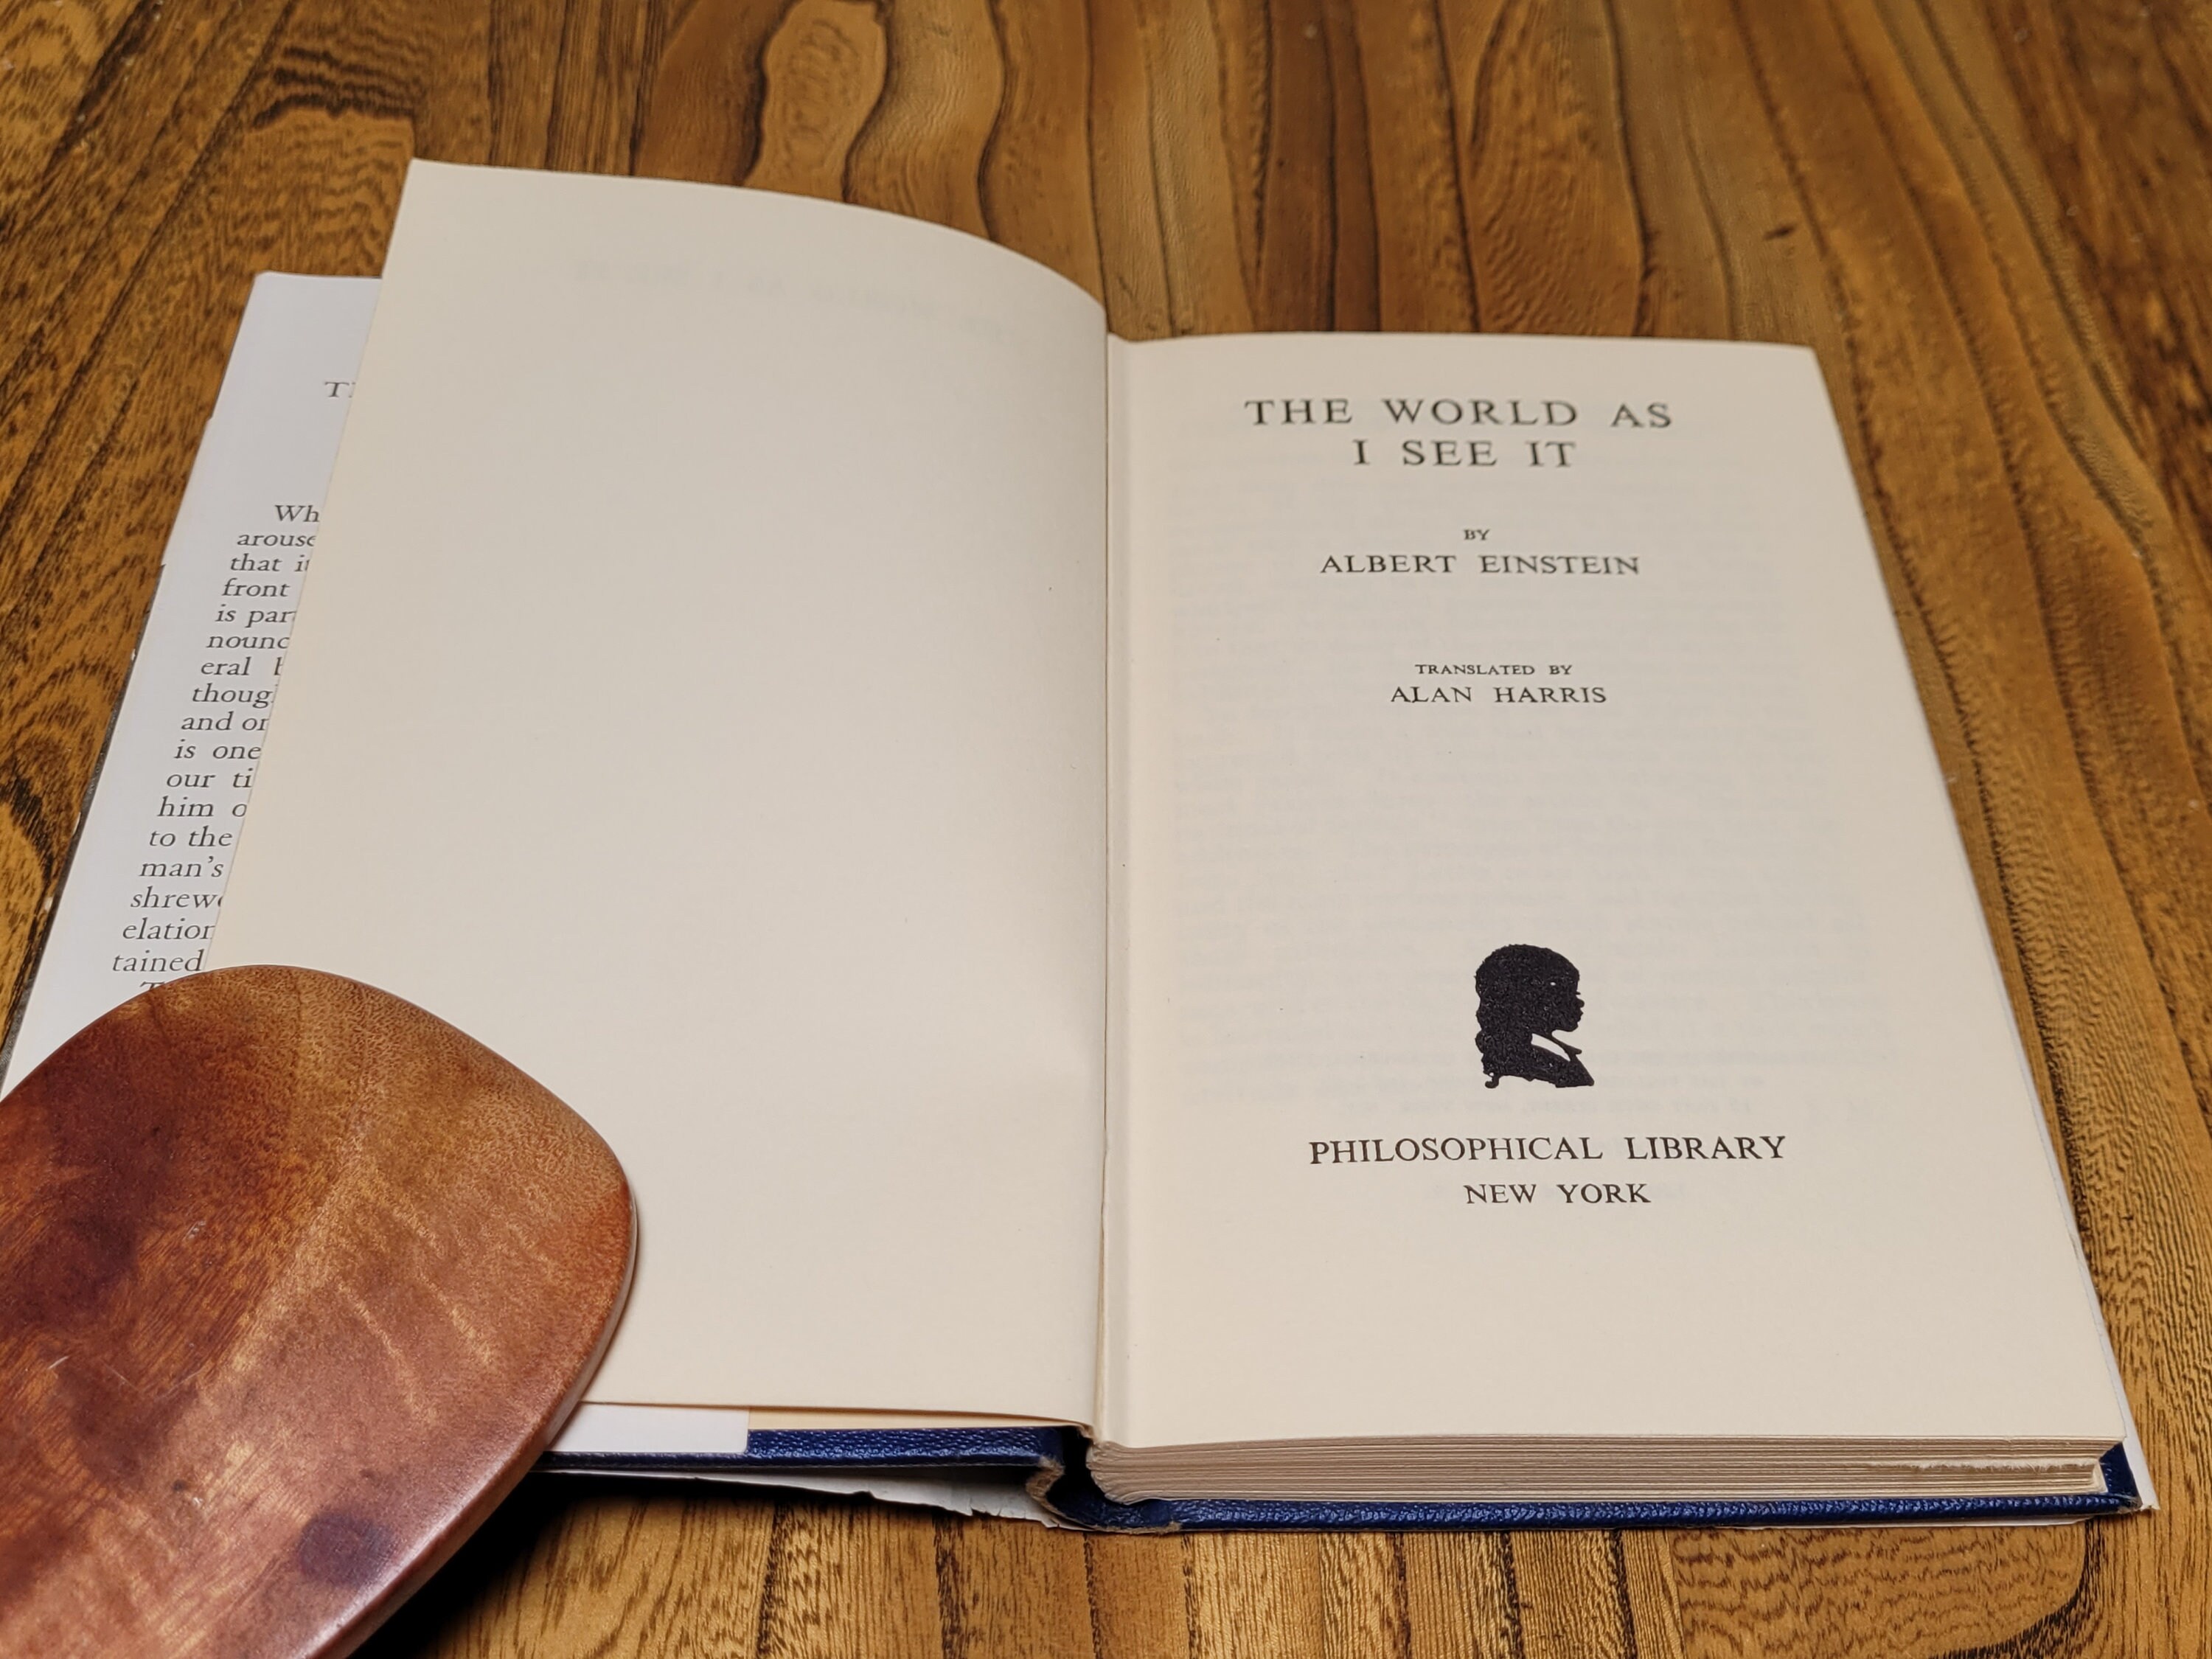 Wh
arouse
that it
front
is par
nounc
eral
thoug
and or
is one
our ti
him o
to the
man's
shrewd
elation
tained
THE WORLD AS
I SEE IT
BY
ALBERT EINSTEIN
TRANSLATED BY
ALAN HARRIS
PHILOSOPHICAL LIBRARY
NEW YORK